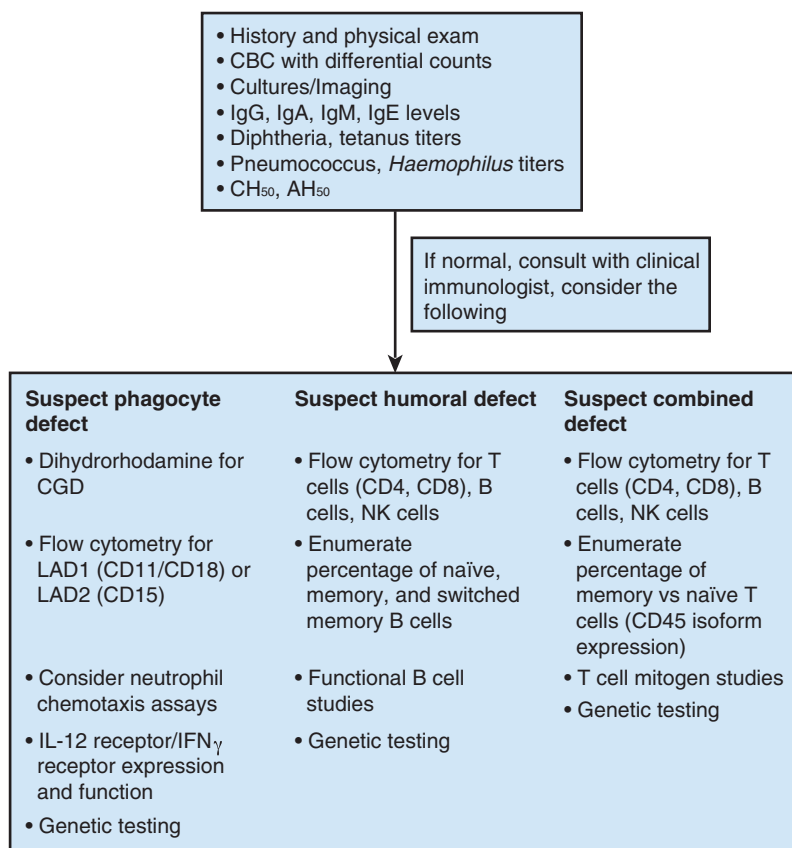 • History and physical exam
• CBC with differential counts
• Cultures/Imaging
• IgG, IgA, IgM, IgE levels
• Diphtheria, tetanus titers
• Pneumococcus, Haemophilus titers
• CH50, AH50
If normal, consult with clinical
immunologist, consider the
following
Suspect phagocyte
defect
• Dihydrorhodamine for
CGD
• Flow cytometry for
LAD1 (CD11/CD18) or
LAD2 (CD15)
• Consider neutrophil
chemotaxis assays
• IL-12 receptor/IFNγ
receptor expression
and function
• Genetic testing
Suspect humoral defect
• Flow cytometry for T
cells (CD4, CD8), B
cells, NK cells
• Enumerate
percentage of naïve,
memory, and switched
memory B cells
• Functional B cell
studies
• Genetic testing
Suspect combined
defect
• Flow cytometry for T
cells (CD4, CD8), B
cells, NK cells
• Enumerate
percentage of
memory vs naïve T
cells (CD45 isoform
expression)
• T cell mitogen studies
• Genetic testing